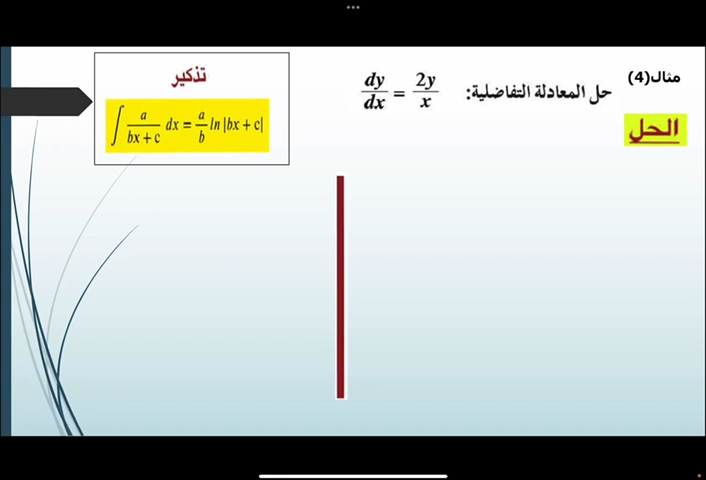 مثال(4)
حل المعادلة التفاضلية: dy/dx = 2y/x
الحل
تذكير
∫ a/(bx + c) dx = a/b ln |bx + c|